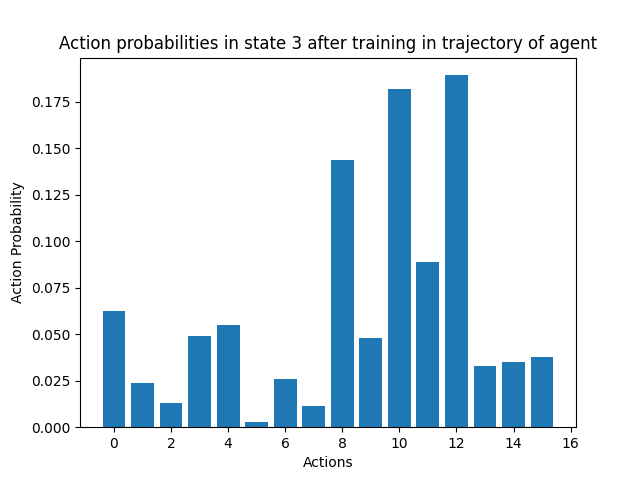 Action probabilities in state 3 after training in trajectory of agent
0.175
0.150
0.125
0.100
0.075
0.050
0.025
0.000
Action Probability
0 2 4 6 8 10 12 14 16
Actions